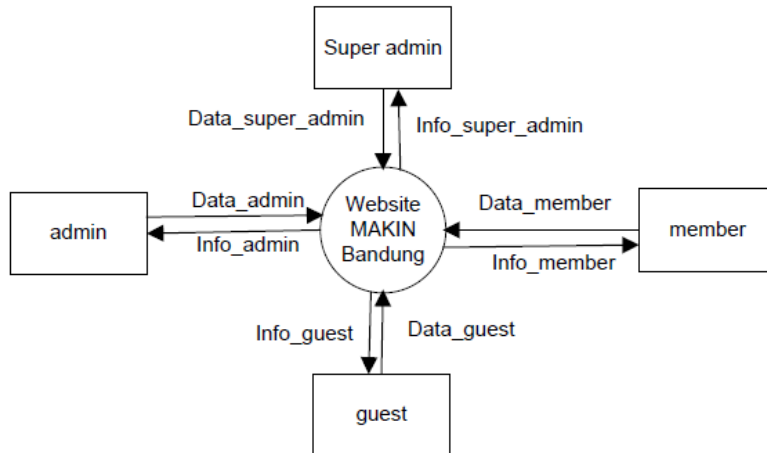 Super admin
Data_super_admin
Info_super_admin
Data_admin
Website
MAKIN
Bandung
Data_member
admin
member
Info_admin
Info_member
Info_guest
Data_guest
guest